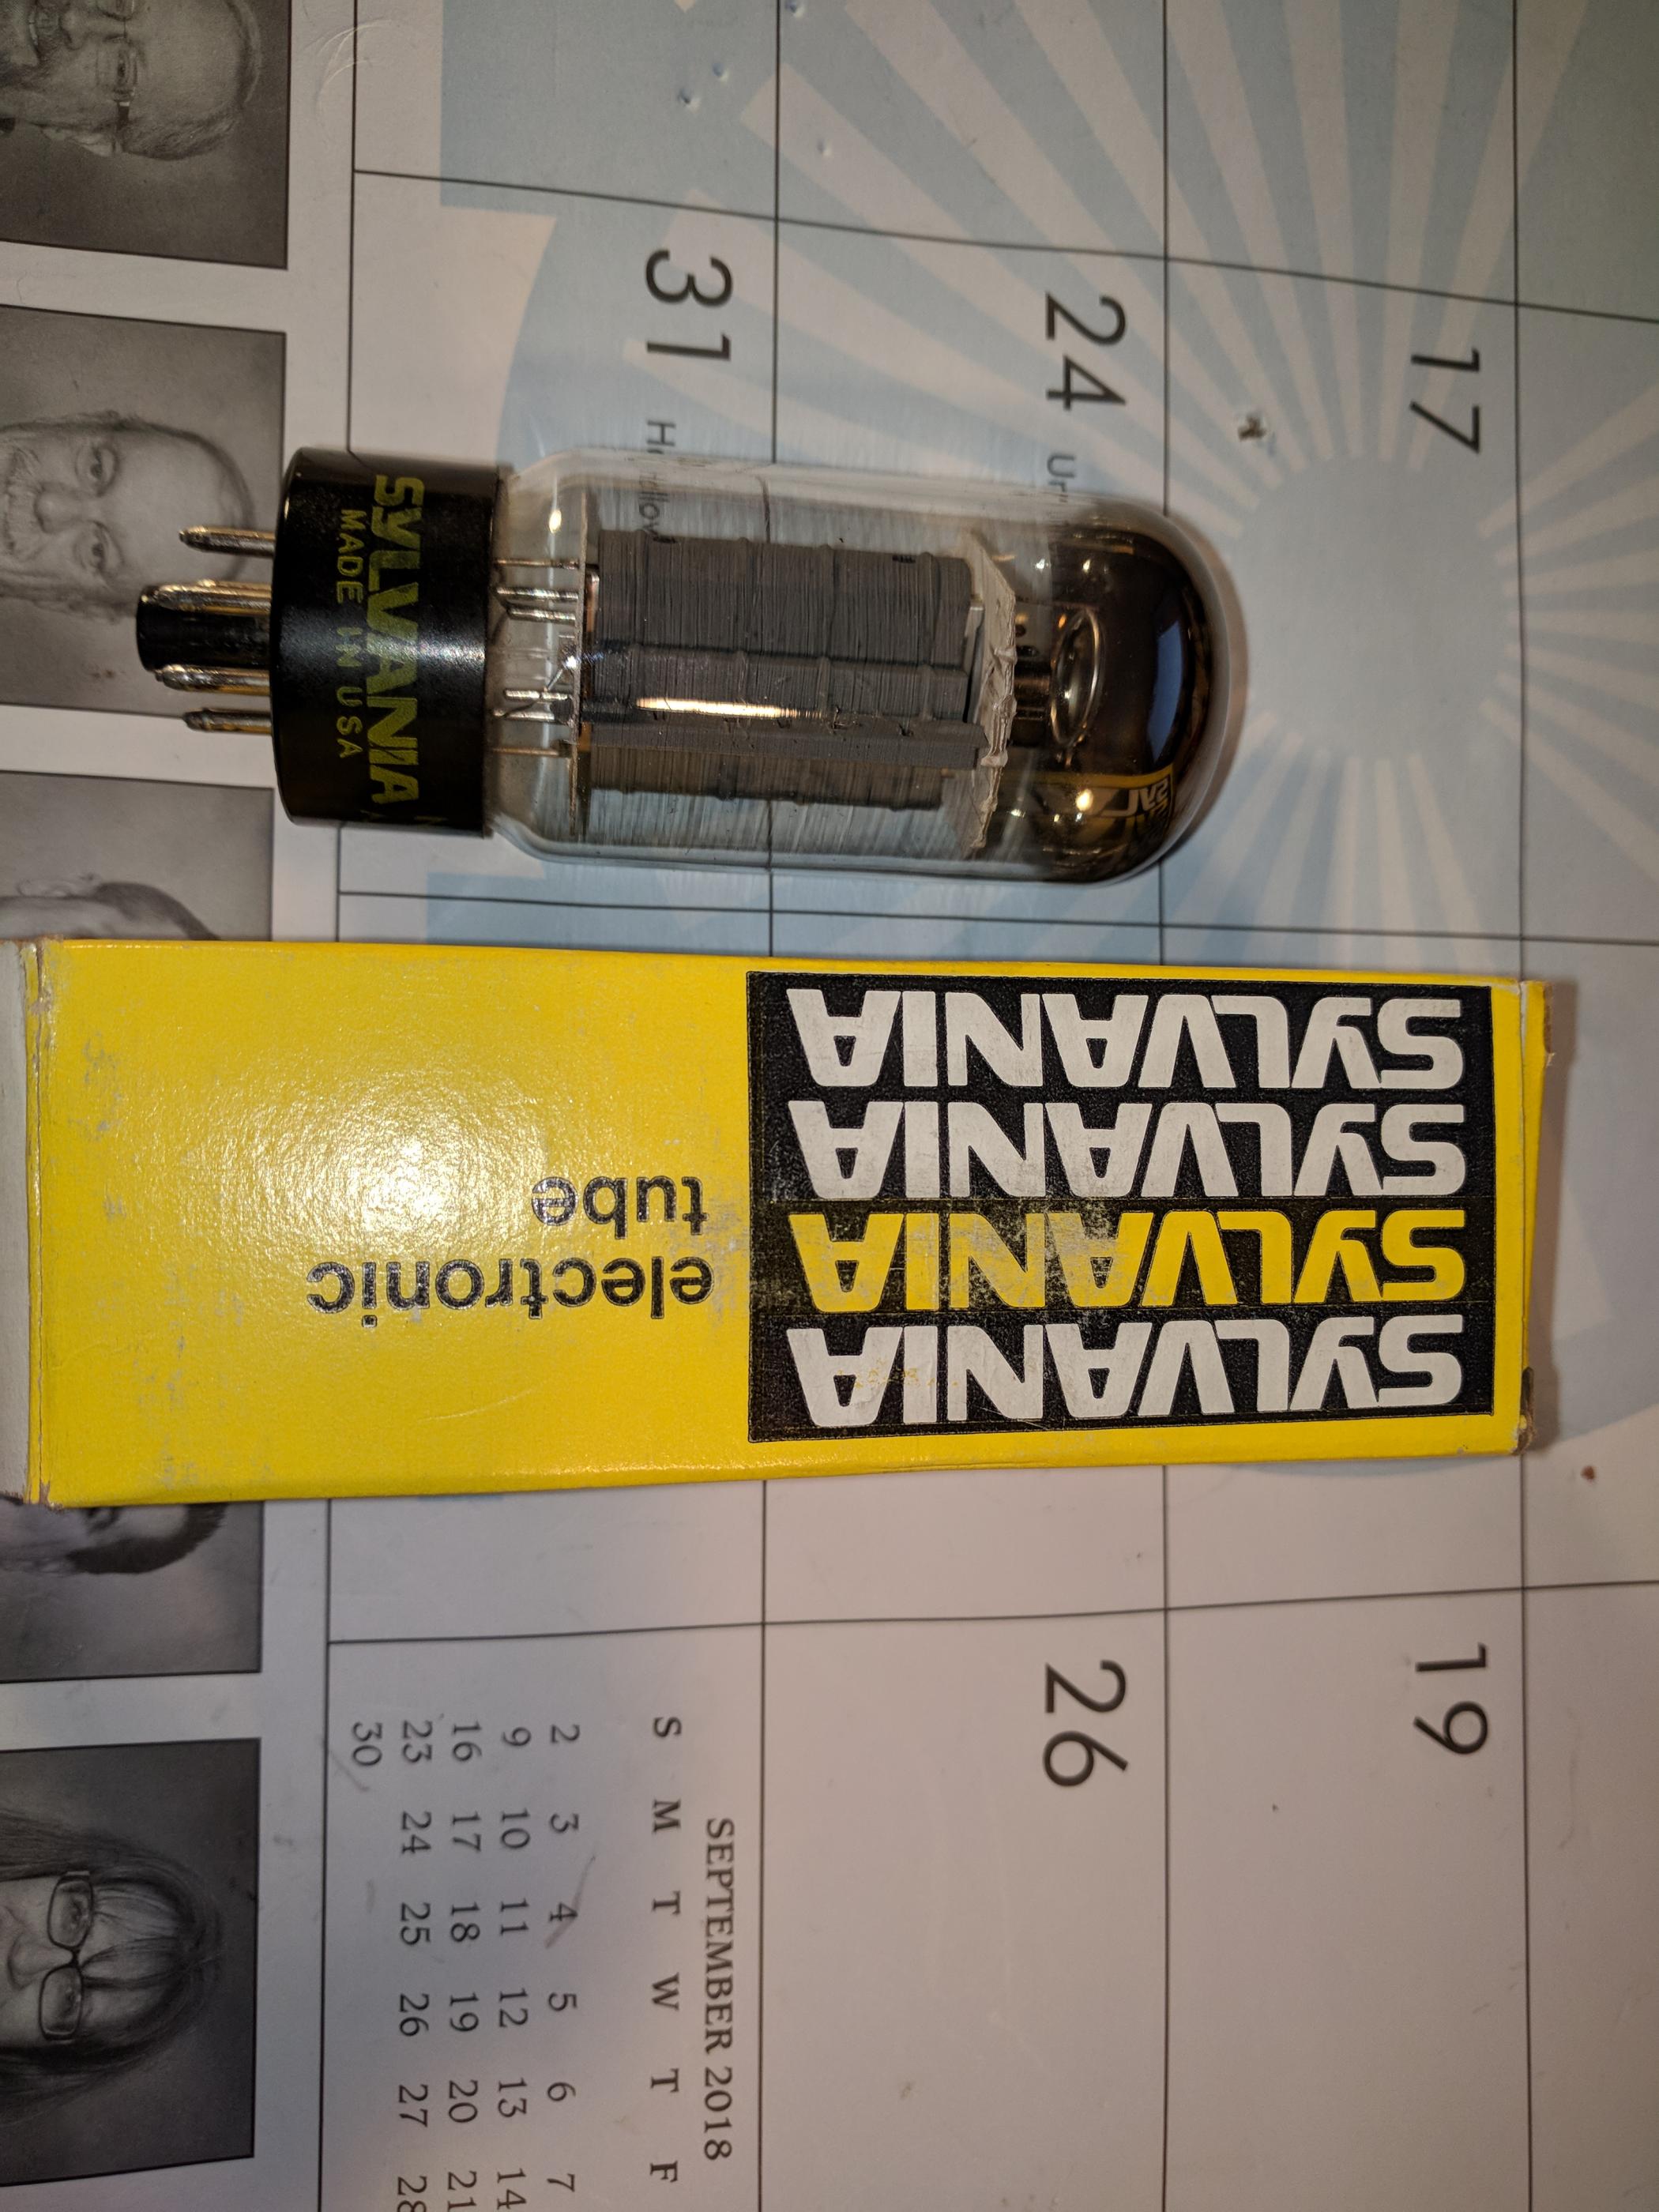 SYLVANIA
MADE IN USA
SYLVANIA
SYLVANIA
SYLVANIA
SYLVANIA
electronic
tube
17
19
24
26
31
SEPTEMBER 2018
S M T W T F
2 3 4 5 6 7
9 10 11 12 13 14
16 17 18 19 20 21
23 24 25 26 27 28
30